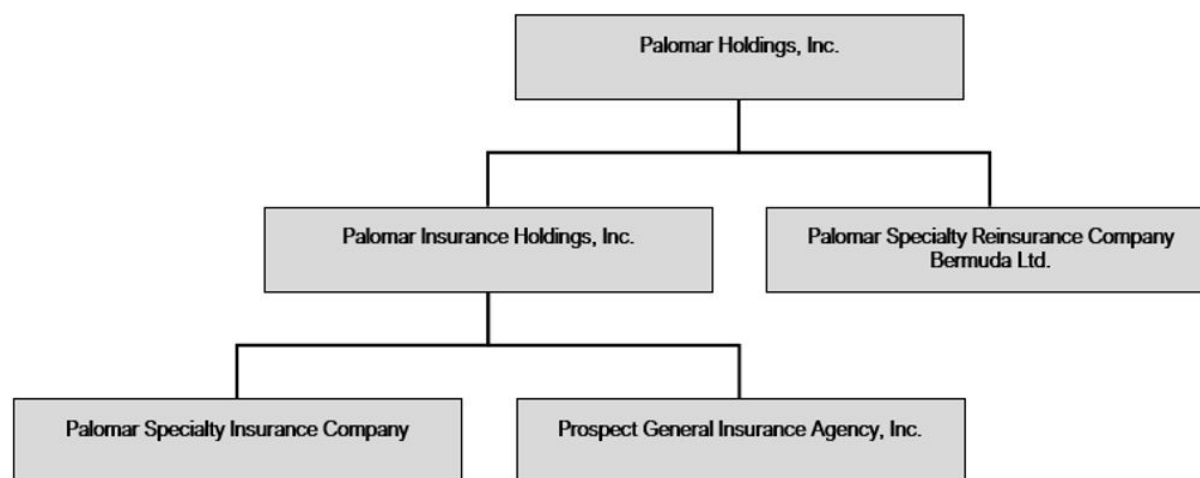 Palomar Holdings, Inc.
Palomar Insurance Holdings, Inc.
Palomar Specialty Reinsurance Company
Bermuda Ltd.
Palomar Specialty Insurance Company
Prospect General Insurance Agency, Inc.